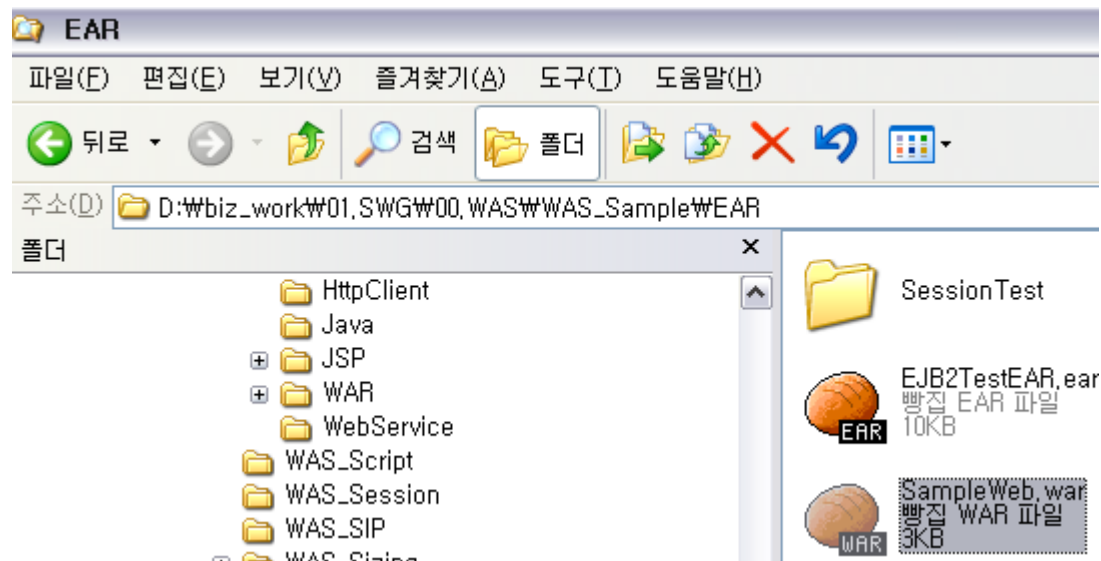 EAR
파일(F) 편집(E) 보기(V) 즐겨찾기(A) 도구(T) 도움말(H)
뒤로 검색 폴더
주소(D) D:₩biz_work₩01.SWG₩00.WAS₩WAS_Sample₩EAR
폴더 ×
HttpClient
Java
JSP
WAR
WebService
WAS_Script
WAS_Session
WAS_SIP
WAS_Sizing
SessionTest
EJB2TestEAR.ear
빵집 EAR 파일
10KB
EAR
SampleWeb.war
빵집 WAR 파일
3KB
WAR